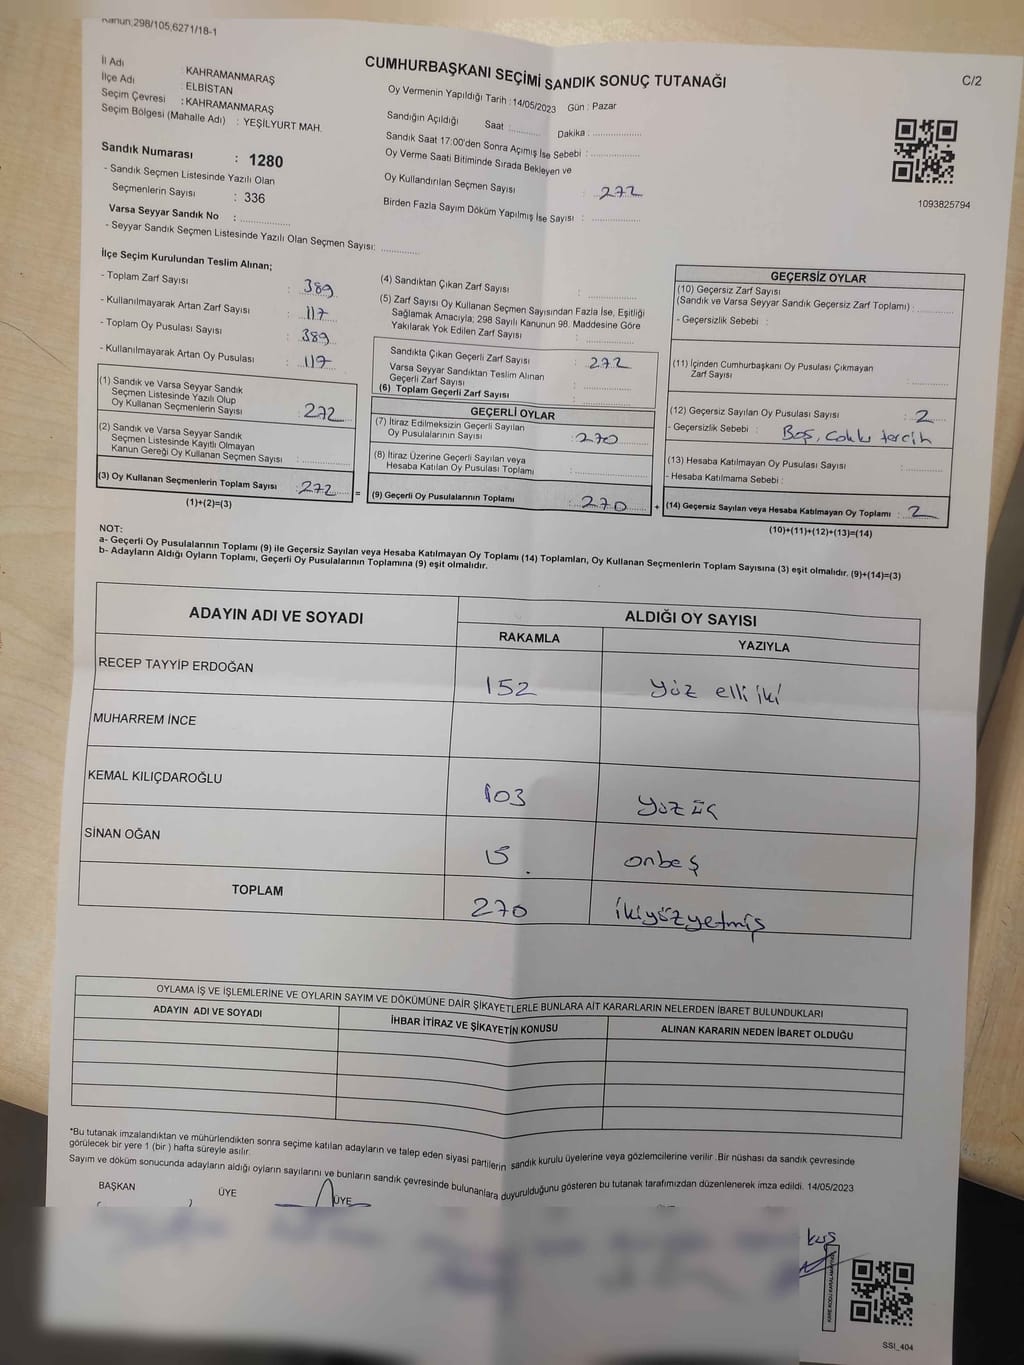 Kanun,298/105,6271/18-1
CUMHURBAŞKANI SEÇİMİ SANDIK SONUÇ TUTANAĞI
C/2
İl Adı : KAHRAMANMARAŞ
İlçe Adı : ELBİSTAN
Seçim Çevresi : KAHRAMANMARAŞ
Seçim Bölgesi (Mahalle Adı) : YEŞİLYURT MAH.
Sandık Numarası : 1280
- Sandık Seçmen Listesinde Yazılı Olan
Seçmenlerin Sayısı : 336
Varsa Seyyar Sandık No :
- Seyyar Sandık Seçmen Listesinde Yazılı Olan Seçmen Sayısı:
Oy Vermenin Yapıldığı Tarih : 14/05/2023 Gün : Pazar
Sandığın Açıldığı Saat : Dakika :
Sandık Saat 17:00'den Sonra Açımış İse Sebebi :
Oy Verme Saati Bitiminde Sırada Bekleyen ve
Oy Kullandırılan Seçmen Sayısı : 272
Birden Fazla Sayım Döküm Yapılmış İse Sayısı :
1093825794
İlçe Seçim Kurulundan Teslim Alınan;
- Toplam Zarf Sayısı : 389
- Kullanılmayarak Artan Zarf Sayısı : 117
- Toplam Oy Pusulası Sayısı : 389
- Kullanılmayarak Artan Oy Pusulası : 117
(1) Sandık ve Varsa Seyyar Sandık
Seçmen Listesinde Yazılı Olup
Oy Kullanan Seçmenlerin Sayısı : 272
(2) Sandık ve Varsa Seyyar Sandık
Seçmen Listesinde Kayıtlı Olmayan
Kanun Gereği Oy Kullanan Seçmen Sayısı :
(3) Oy Kullanan Seçmenlerin Toplam Sayısı : 272
(1)+(2)=(3)
(4) Sandıktan Çıkan Zarf Sayısı :
(5) Zarf Sayısı Oy Kullanan Seçmen Sayısından Fazla İse, Eşitliği
Sağlamak Amacıyla; 298 Sayılı Kanunun 98. Maddesine Göre
Yakılarak Yok Edilen Zarf Sayısı :
Sandıkta Çıkan Geçerli Zarf Sayısı : 272
Varsa Seyyar Sandıktan Teslim Alınan
Geçerli Zarf Sayısı :
(6) Toplam Geçerli Zarf Sayısı :
GEÇERLİ OYLAR
(7) İtiraz Edilmeksizin Geçerli Sayılan
Oy Pusulalarının Sayısı : 270
(8) İtiraz Üzerine Geçerli Sayılan veya
Hesaba Katılan Oy Pusulası Toplamı :
= (9) Geçerli Oy Pusulalarının Toplamı : 270
GEÇERSİZ OYLAR
(10) Geçersiz Zarf Sayısı
(Sandık ve Varsa Seyyar Sandık Geçersiz Zarf Toplamı) :
- Geçersizlik Sebebi :
(11) İçinden Cumhurbaşkanı Oy Pusulası Çıkmayan
Zarf Sayısı :
(12) Geçersiz Sayılan Oy Pusulası Sayısı : 2
- Geçersizlik Sebebi : Boş, Çoklu tercih
(13) Hesaba Katılmayan Oy Pusulası Sayısı :
- Hesaba Katılmama Sebebi :
+ (14) Geçersiz Sayılan veya Hesaba Katılmayan Oy Toplamı : 2
(10)+(11)+(12)+(13)=(14)
NOT:
a- Geçerli Oy Pusulalarının Toplamı (9) ile Geçersiz Sayılan veya Hesaba Katılmayan Oy Toplamı (14) Toplamları, Oy Kullanan Seçmenlerin Toplam Sayısına (3) eşit olmalıdır. (9)+(14)=(3)
b- Adayların Aldığı Oyların Toplamı, Geçerli Oy Pusulalarının Toplamına (9) eşit olmalıdır.
ADAYIN ADI VE SOYADI ALDIĞI OY SAYISI
RAKAMLA YAZIYLA
RECEP TAYYİP ERDOĞAN 152 yüz elli iki
MUHARREM İNCE
KEMAL KILIÇDAROĞLU 103 yüz üç
SİNAN OĞAN 15 onbeş
TOPLAM 270 ikiyüzyetmiş
OYLAMA İŞ VE İŞLEMLERİNE VE OYLARIN SAYIM VE DÖKÜMÜNE DAİR ŞİKAYETLERLE BUNLARA AİT KARARLARIN NELERDEN İBARET BULUNDUKLARI
ADAYIN ADI VE SOYADI İHBAR İTİRAZ VE ŞİKAYETİN KONUSU ALINAN KARARIN NEDEN İBARET OLDUĞU
*Bu tutanak imzalandıktan ve mühürlendikten sonra seçime katılan adayların ve talep eden siyasi partilerin sandık kurulu üyelerine veya gözlemcilerine verilir .Bir nüshası da sandık çevresinde
görülecek bir yere 1 (bir ) hafta süreyle asılır.
Sayım ve döküm sonucunda adayların aldığı oyların sayılarını ve bunların sandık çevresinde bulunanlara duyurulduğunu gösteren bu tutanak tarafımızdan düzenlenerek imza edildi. 14/05/2023
BAŞKAN ÜYE ÜYE
kuş
SSI_404